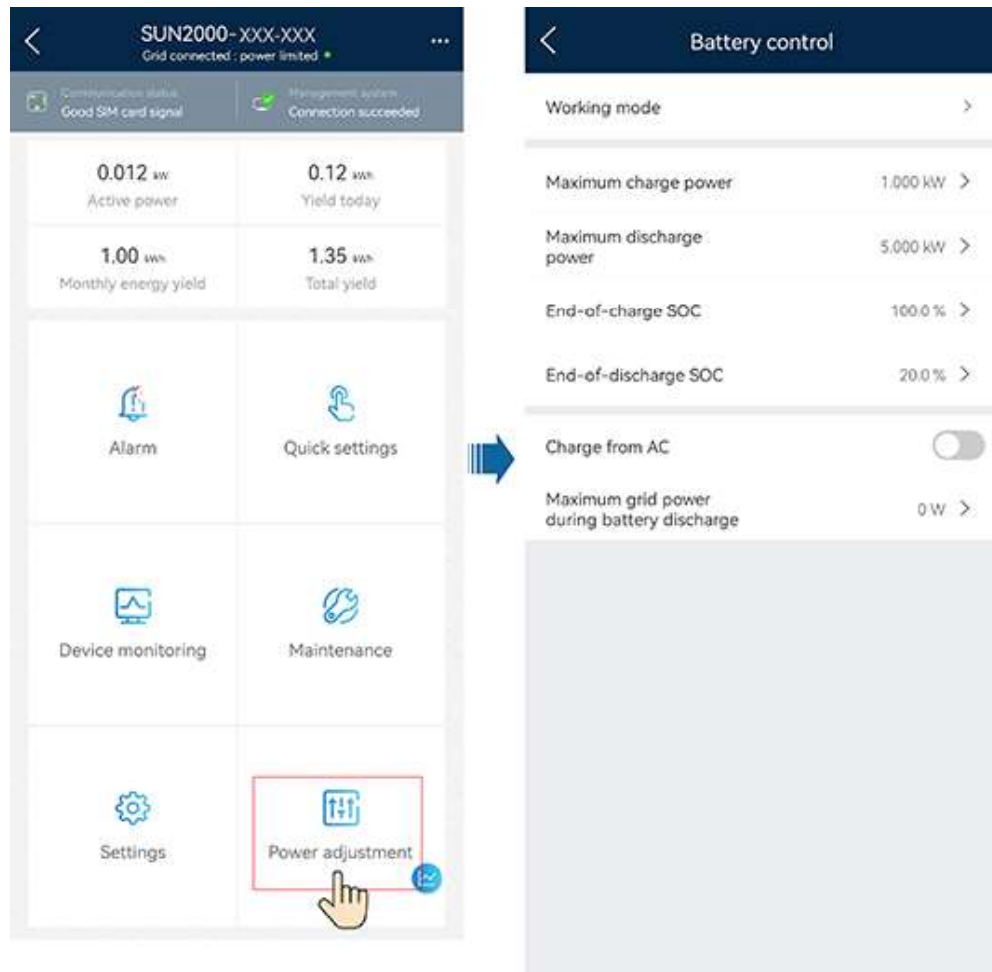 SUN2000-XXX-XXX
Grid connected : power limited
Communication status
Good SIM card signal
Management system
Connection succeeded
0.012 kW
Active power
0.12 kWh
Yield today
1.00 kWh
Monthly energy yield
1.35 kWh
Total yield
Alarm
Quick settings
Device monitoring
Maintenance
Settings
Power adjustment
Battery control
Working mode
Maximum charge power
1.000 kW
Maximum discharge
power
5.000 kW
End-of-charge SOC
100.0 %
End-of-discharge SOC
20.0 %
Charge from AC
Maximum grid power
during battery discharge
0 W